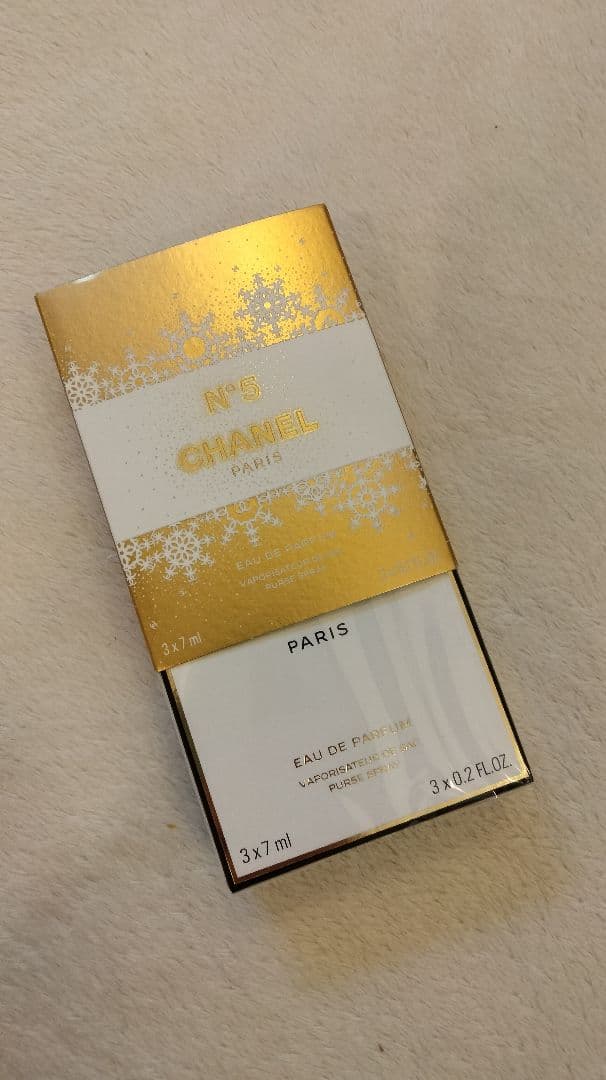 N°5
CHANEL
PARIS
EAU DE PARFUM
VAPORISATEUR DE SAC
PURSE SPRAY
3 x 7 ml
PARIS
EAU DE PARFUM
VAPORISATEUR DE SAC
PURSE SPRAY
3 x 7 ml
3 x 0.2 FL.OZ.